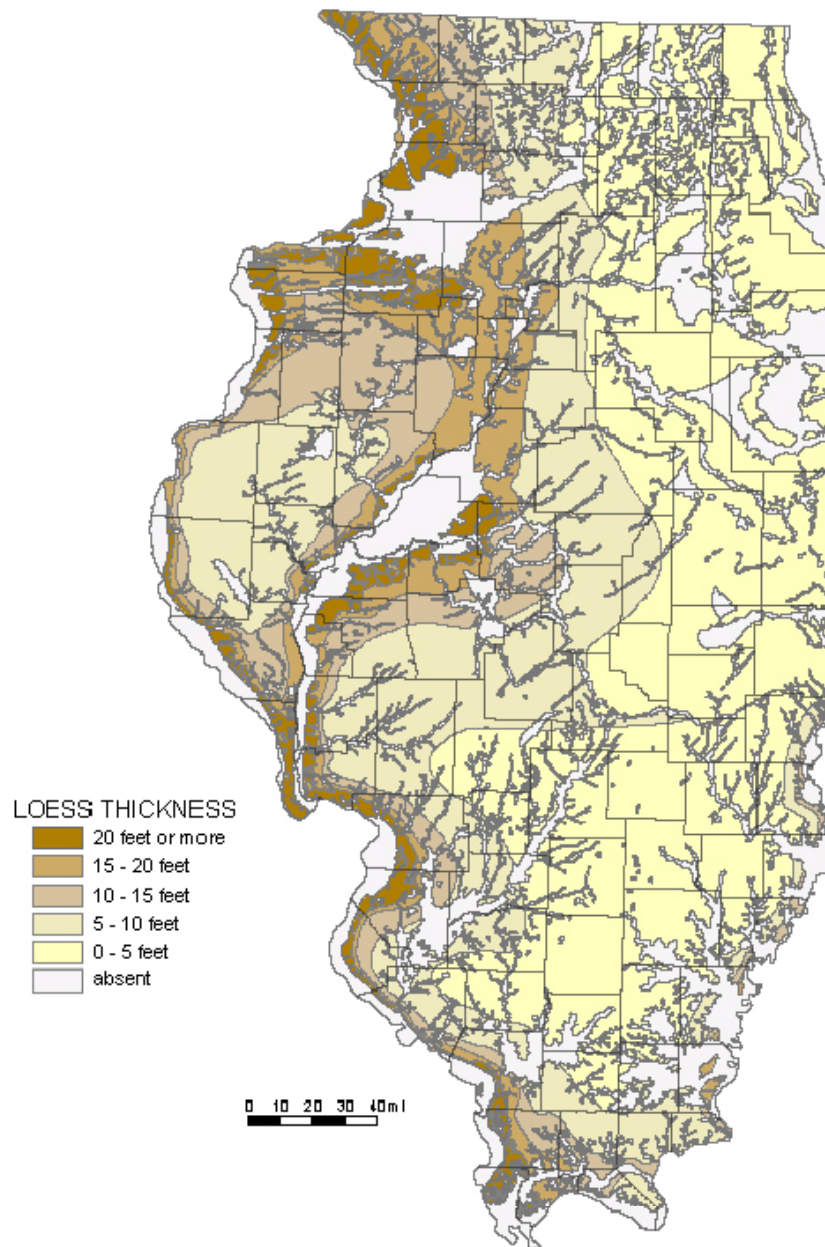 LOESS THICKNESS
20 feet or more
15 - 20 feet
10 - 15 feet
5 - 10 feet
0 - 5 feet
absent
0 10 20 30 40 mi